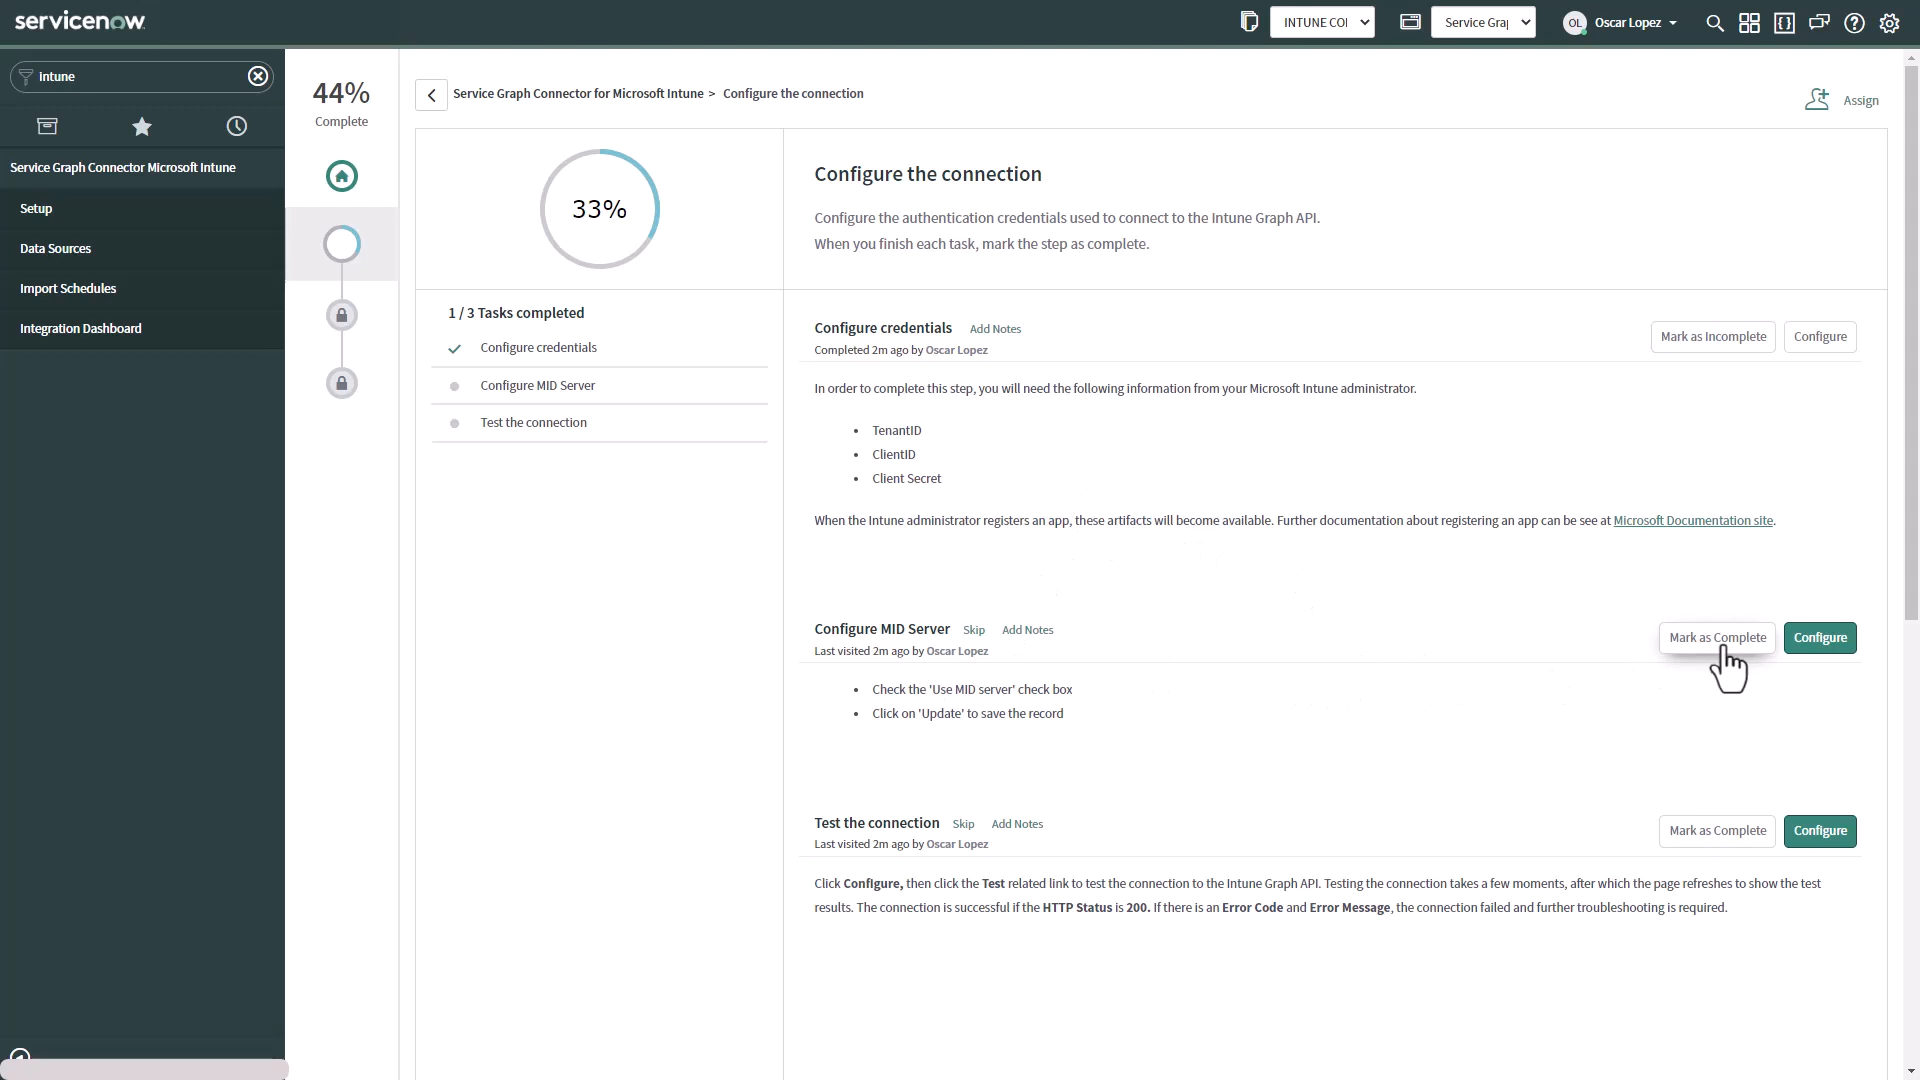 servicenow
INTUNE CO
Service Gra
OL
Oscar Lopez
Intune
Service Graph Connector Microsoft Intune
Setup
Data Sources
Import Schedules
Integration Dashboard
44%
Complete
Service Graph Connector for Microsoft Intune > Configure the connection
Assign
33%
Configure the connection
Configure the authentication credentials used to connect to the Intune Graph API.
When you finish each task, mark the step as complete.
1 / 3 Tasks completed
Configure credentials
Configure MID Server
Test the connection
Configure credentials Add Notes
Completed 2m ago by Oscar Lopez
Mark as Incomplete
Configure
In order to complete this step, you will need the following information from your Microsoft Intune administrator.
• TenantID
• ClientID
• Client Secret
When the Intune administrator registers an app, these artifacts will become available. Further documentation about registering an app can be see at Microsoft Documentation site.
Configure MID Server Skip Add Notes
Last visited 2m ago by Oscar Lopez
Mark as Complete
Configure
• Check the 'Use MID server' check box
• Click on 'Update' to save the record
Test the connection Skip Add Notes
Last visited 2m ago by Oscar Lopez
Mark as Complete
Configure
Click Configure, then click the Test related link to test the connection to the Intune Graph API. Testing the connection takes a few moments, after which the page refreshes to show the test
results. The connection is successful if the HTTP Status is 200. If there is an Error Code and Error Message, the connection failed and further troubleshooting is required.